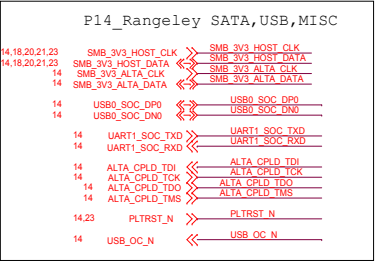 P14_Rangeley SATA,USB,MISC
14,18,20,21,23 SMB_3V3_HOST_CLK SMB_3V3_HOST_CLK
14,18,20,21,23 SMB_3V3_HOST_DATA SMB_3V3_HOST_DATA
14 SMB_3V3_ALTA_CLK SMB_3V3_ALTA_CLK
14 SMB_3V3_ALTA_DATA SMB_3V3_ALTA_DATA
14 USB0_SOC_DP0 USB0_SOC_DP0
14 USB0_SOC_DN0 USB0_SOC_DN0
14 UART1_SOC_TXD UART1_SOC_TXD
14 UART1_SOC_RXD UART1_SOC_RXD
14 ALTA_CPLD_TDI ALTA_CPLD_TDI
14 ALTA_CPLD_TCK ALTA_CPLD_TCK
14 ALTA_CPLD_TDO ALTA_CPLD_TDO
14 ALTA_CPLD_TMS ALTA_CPLD_TMS
14,23 PLTRST_N PLTRST_N
14 USB_OC_N USB_OC_N